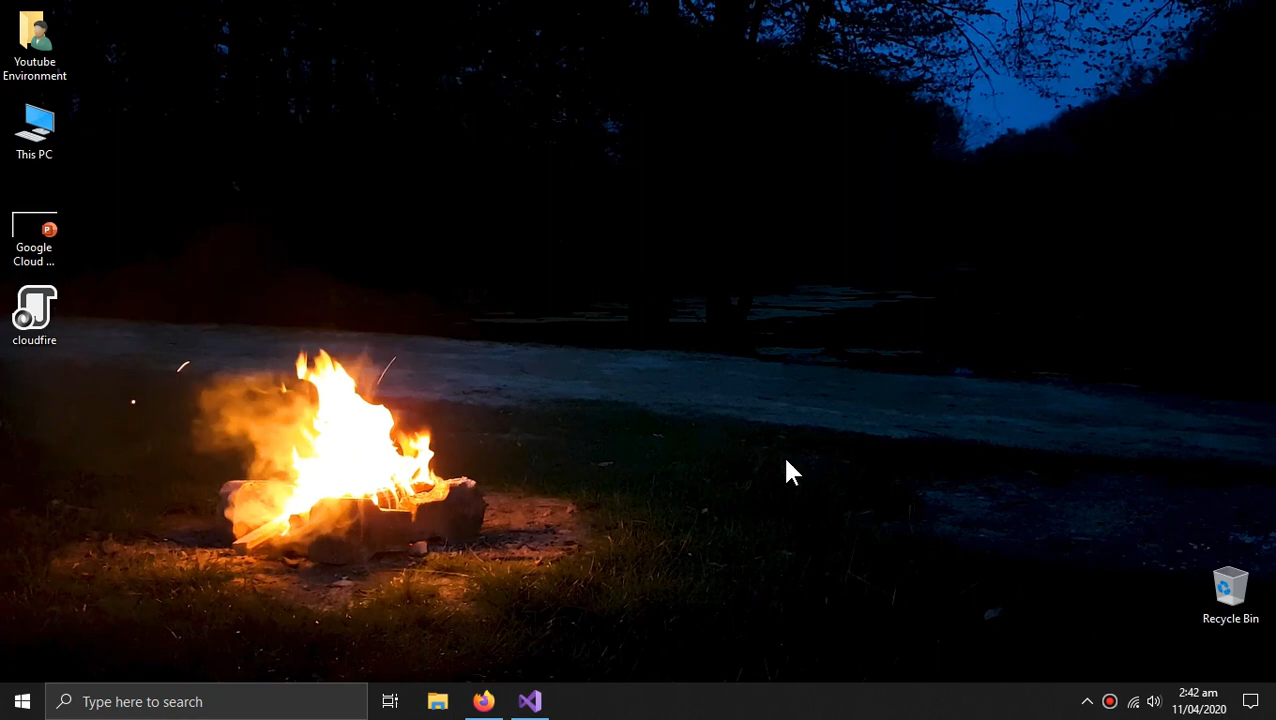 Youtube
Environment
This PC
Google
Cloud ...
cloudfire
Recycle Bin
Type here to search
2:42 am
11/04/2020